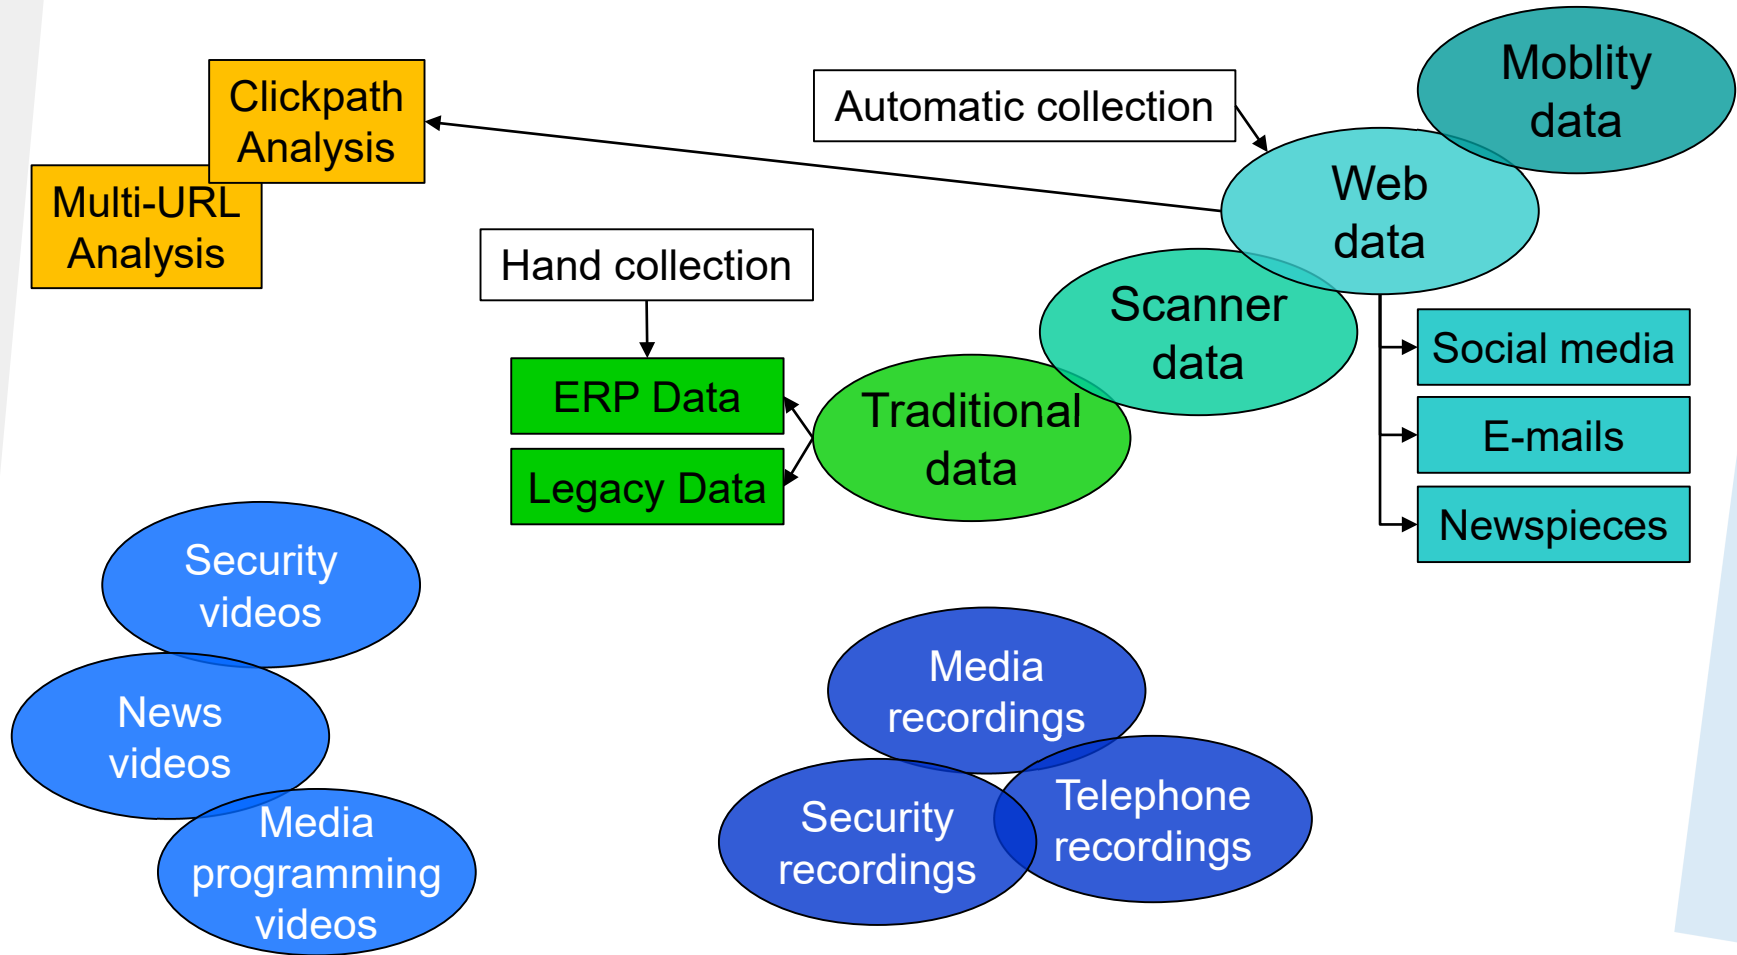 Clickpath
Analysis
Multi-URL
Analysis
Automatic collection
Moblity
data
Web
data
Hand collection
Scanner
data
Social media
E-mails
Newspieces
ERP Data
Legacy Data
Traditional
data
Security
videos
News
videos
Media
programming
videos
Media
recordings
Security
recordings
Telephone
recordings